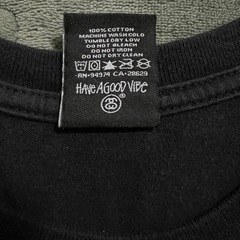 100% COTTON
MACHINE WASH COLD
TUMBLE DRY LOW
DO NOT BLEACH
DO NOT IRON
DO NOT DRY CLEAN
RN-94974 CA-28629
HAVE A GOOD VIBE